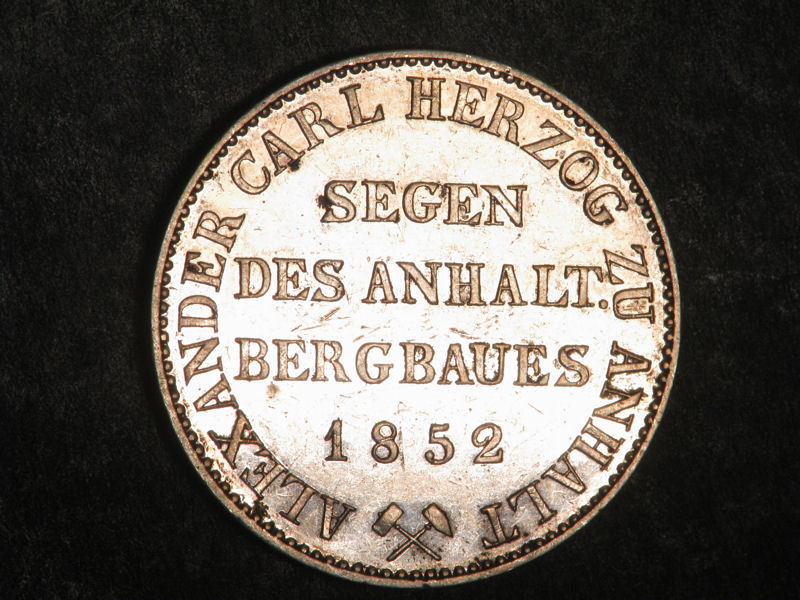 ALEXANDER CARL HERZOG ZU ANHALT
SEGEN
DES ANHALT.
BERGBAUES
1852